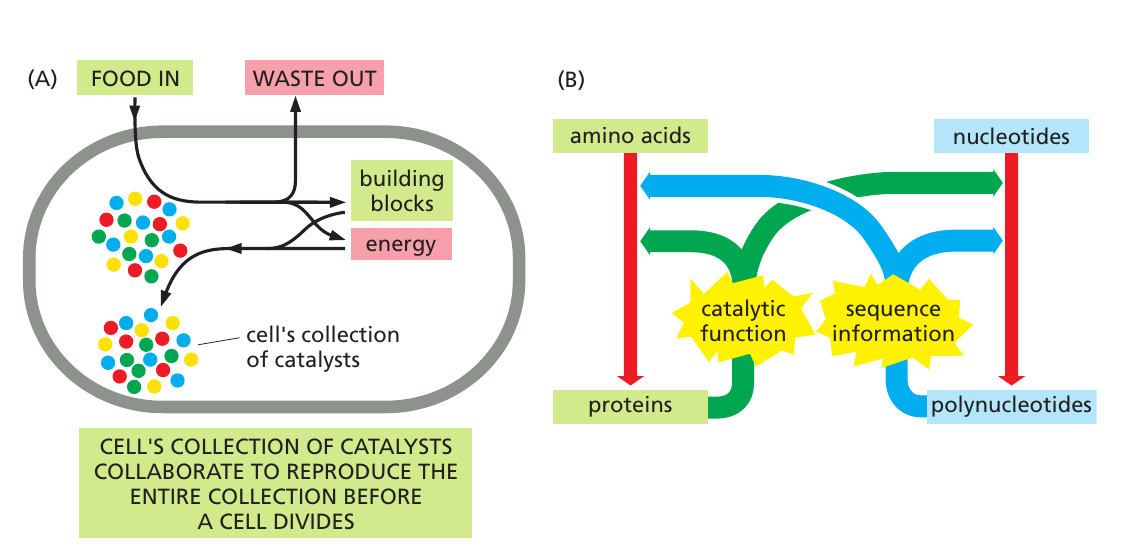 (A)
FOOD IN
WASTE OUT
building
blocks
energy
cell's collection
of catalysts
CELL'S COLLECTION OF CATALYSTS
COLLABORATE TO REPRODUCE THE
ENTIRE COLLECTION BEFORE
A CELL DIVIDES
(B)
amino acids
nucleotides
catalytic
function
sequence
information
proteins
polynucleotides